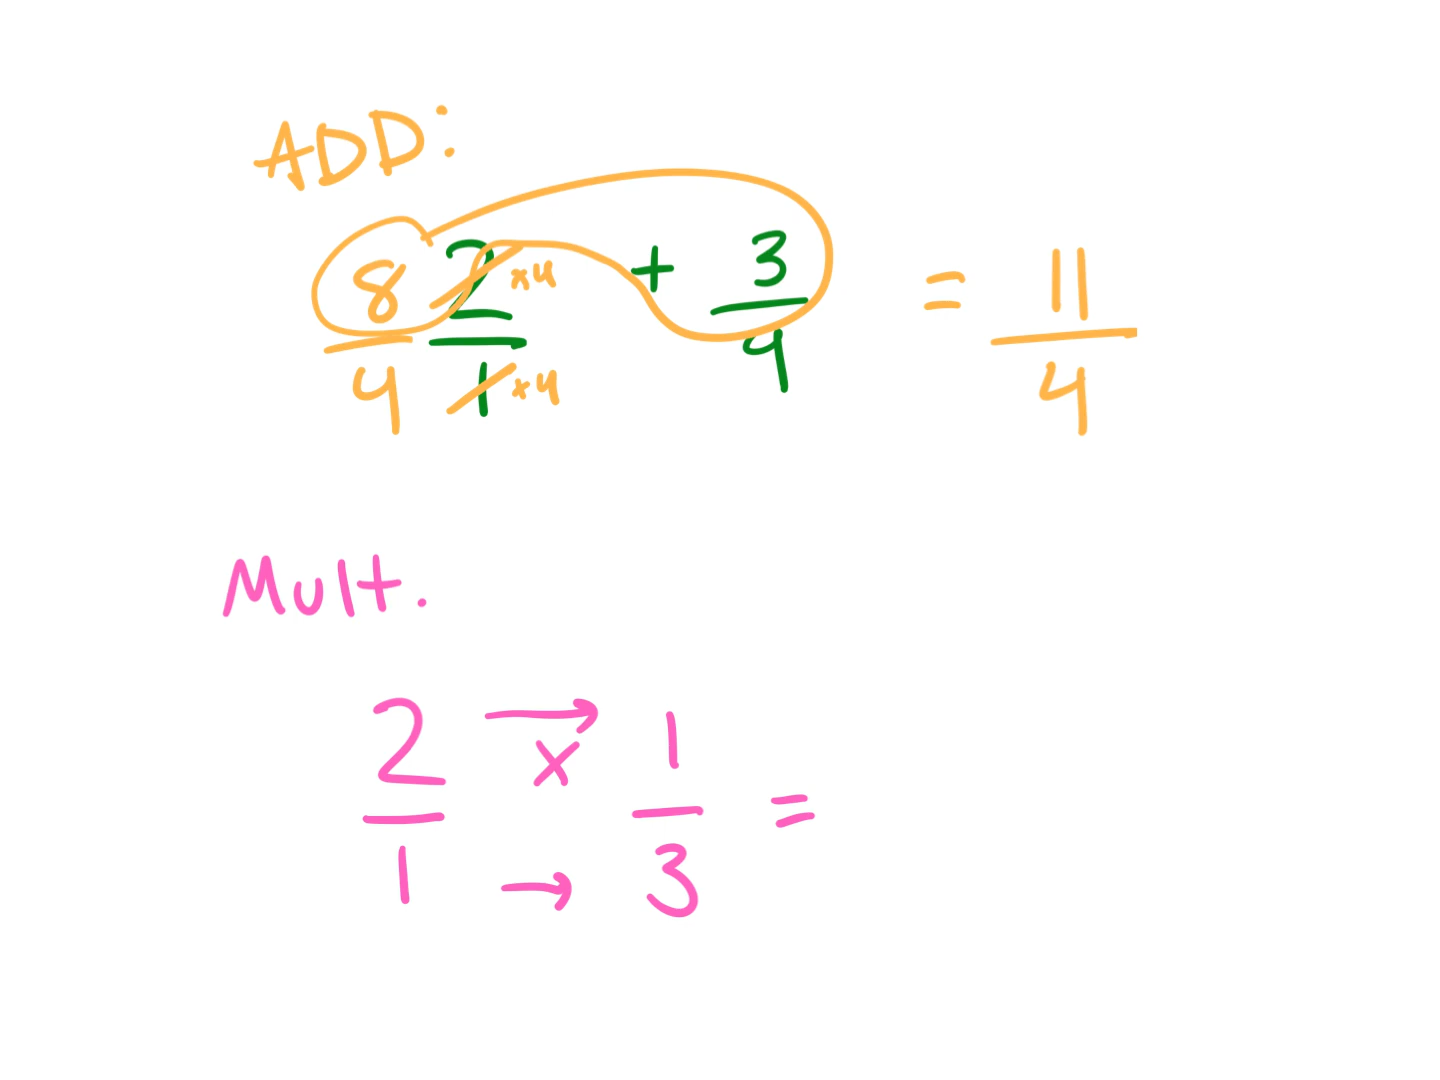 ADD:
8 2 ×4 + 3 = 11
4 1 ×4 4 4
Mult.
2 → × 1 =
1 → 3